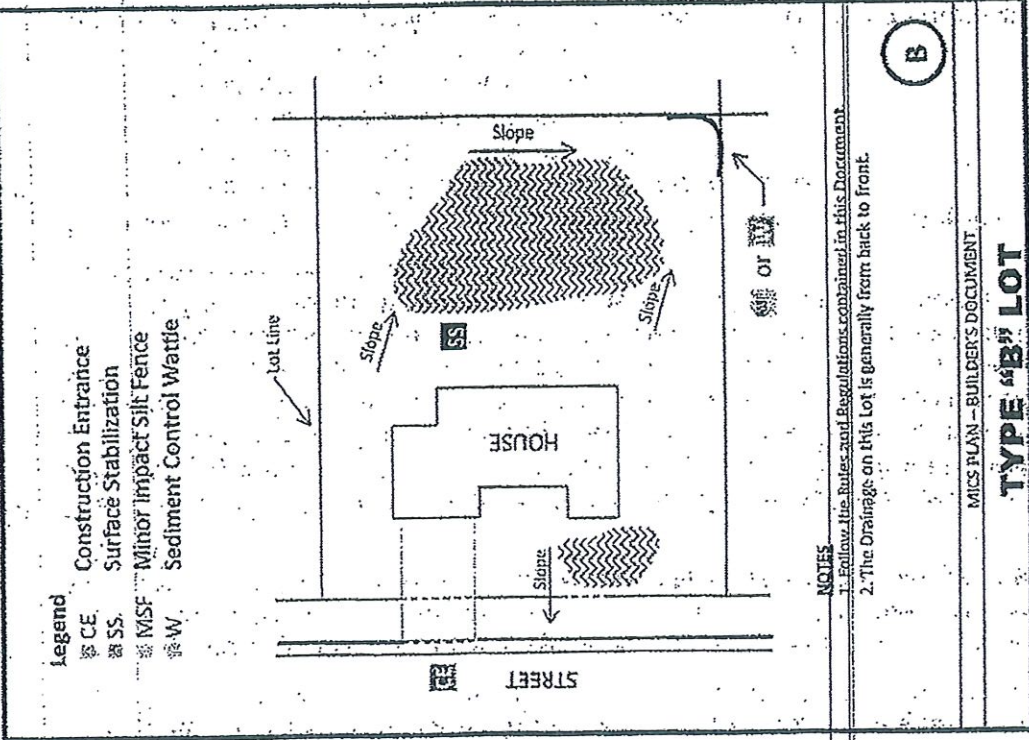 Legend
CE Construction Entrance
SS. Surface Stabilization
MSF Minor Impact Silt Fence
W Sediment Control Wattle
Lot Line
Slope
Slope
SS
Slope
HOUSE
Slope
CE
STREET
or
NOTES
1. Follow the Rules and Regulations contained in this Document.
2. The Drainage on this Lot is generally from back to front.
B
MICS PLAN – BUILDER'S DOCUMENT
TYPE "B" LOT